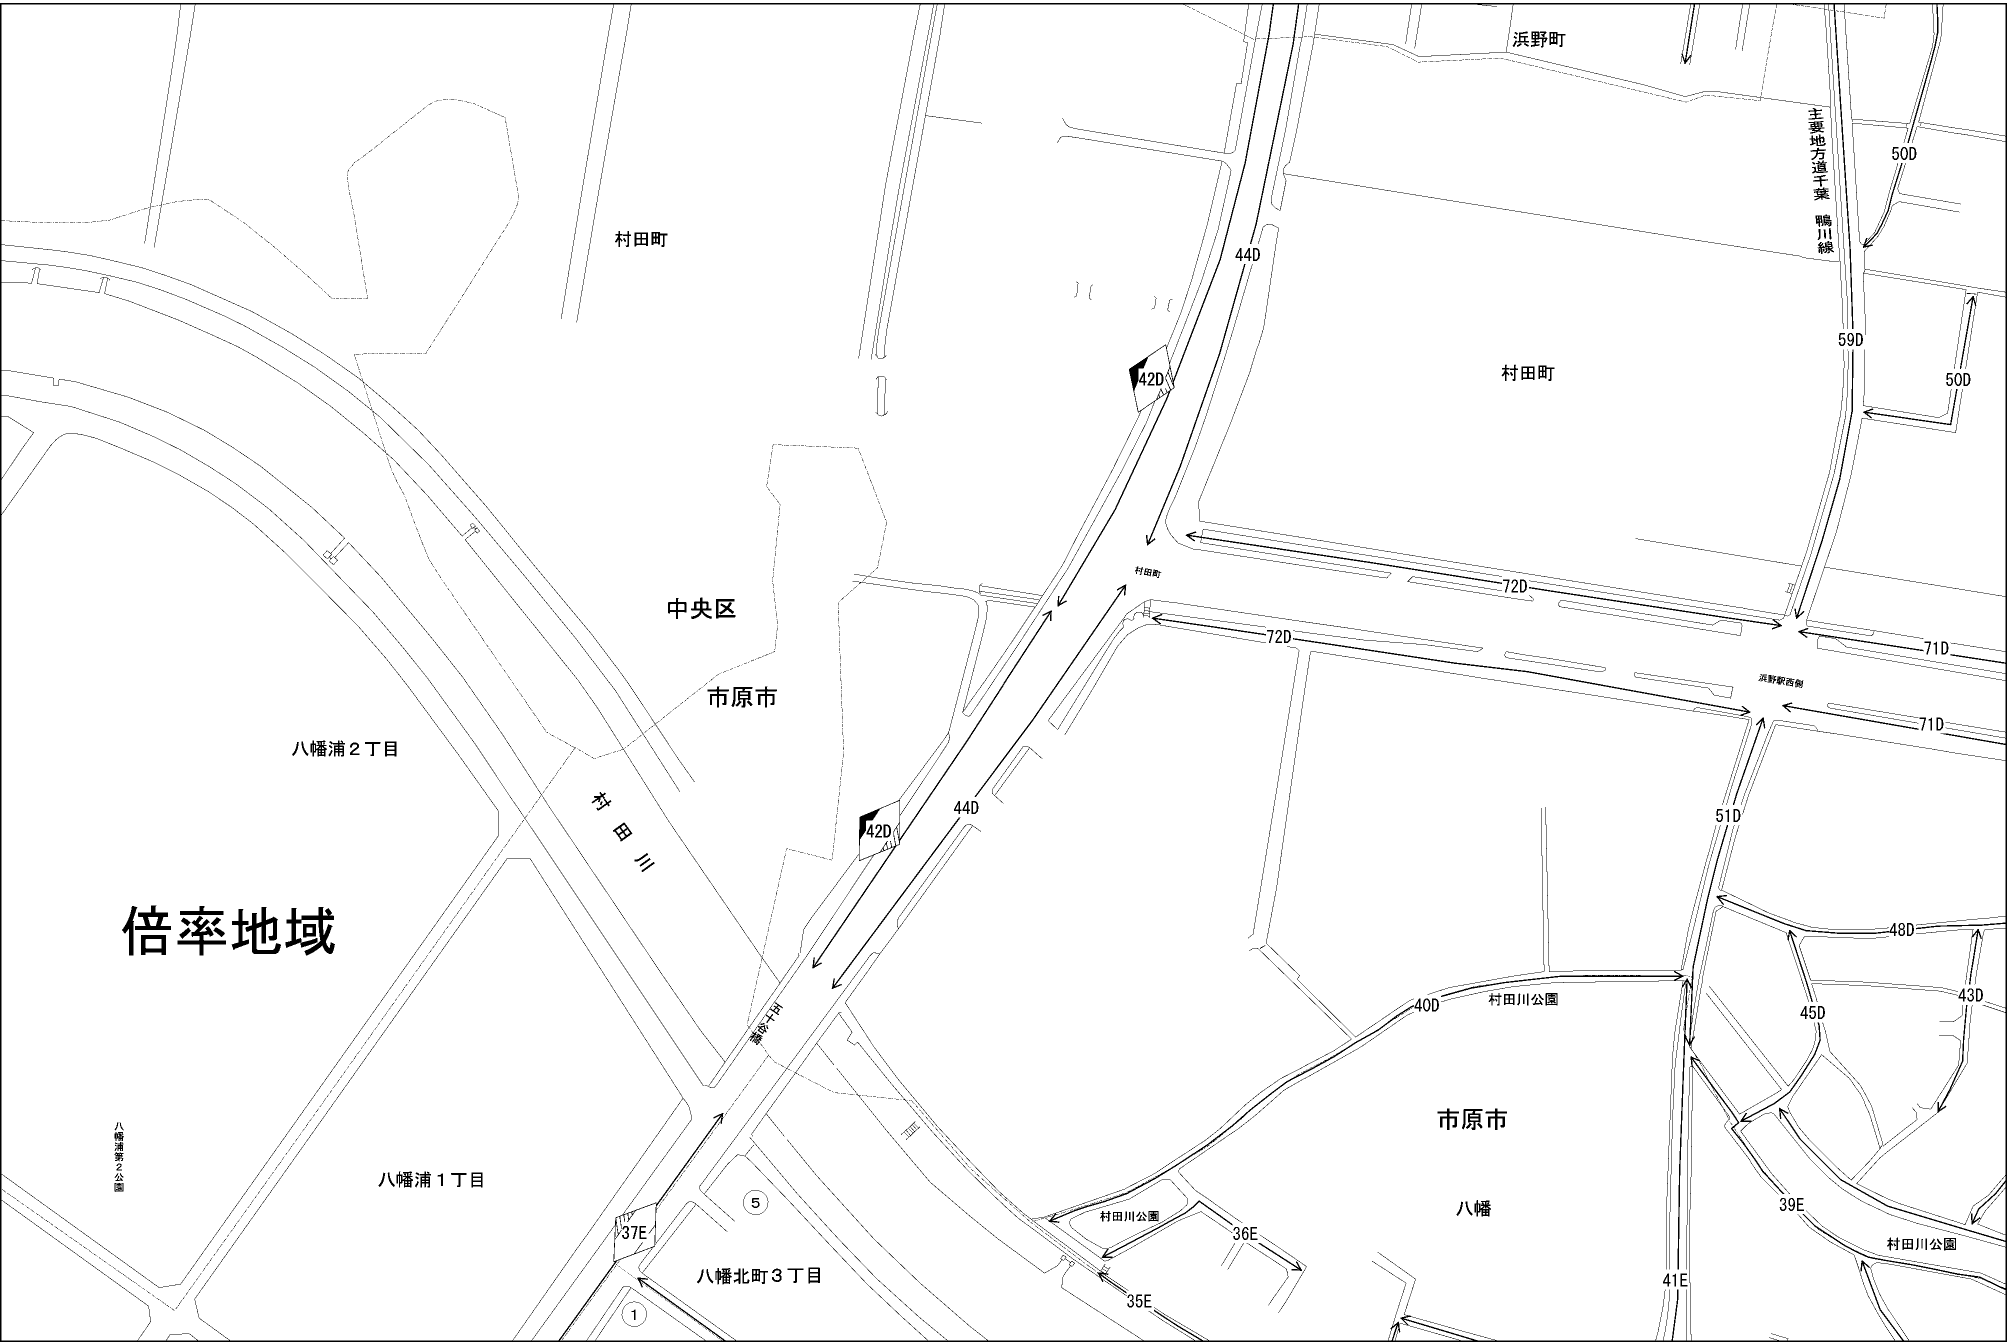 浜野町
主要地方道千葉　鴨川線
50D
村田町
44D
59D
村田町
42D
50D
村田町
72D
中央区
72D
71D
浜野駅西側
市原市
71D
八幡浦２丁目
村田川
44D
51D
42D
倍率地域
48D
43D
村田川公園
40D
45D
五十谷橋
市原市
八幡浦第２公園
八幡浦１丁目
5
39E
八幡
村田川公園
37E
36E
村田川公園
八幡北町３丁目
41E
35E
1